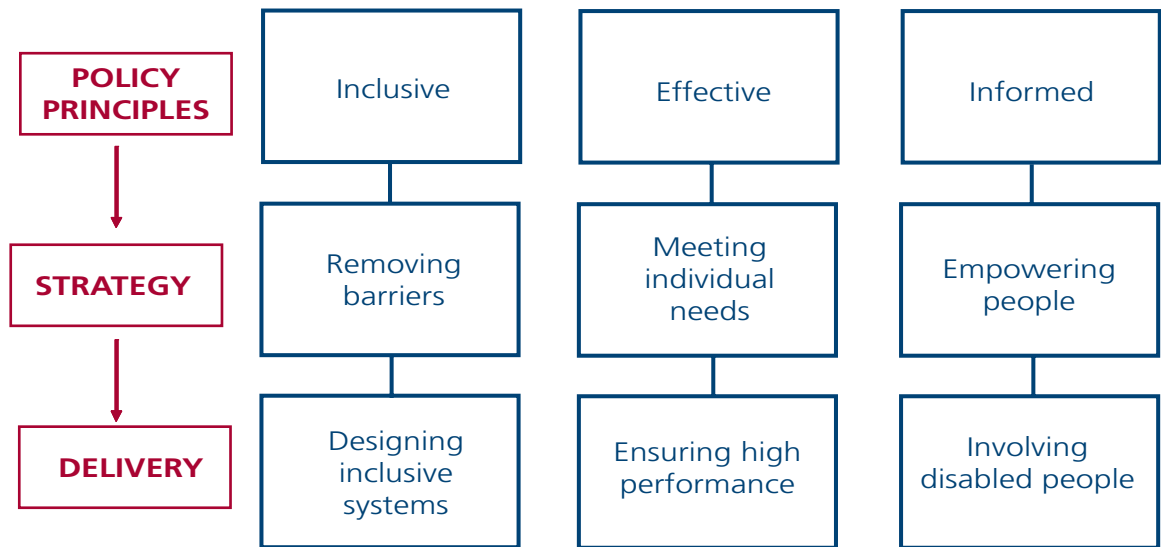 POLICY
PRINCIPLES
Inclusive
Effective
Informed
STRATEGY
Removing
barriers
Meeting
individual
needs
Empowering
people
DELIVERY
Designing
inclusive
systems
Ensuring high
performance
Involving
disabled people